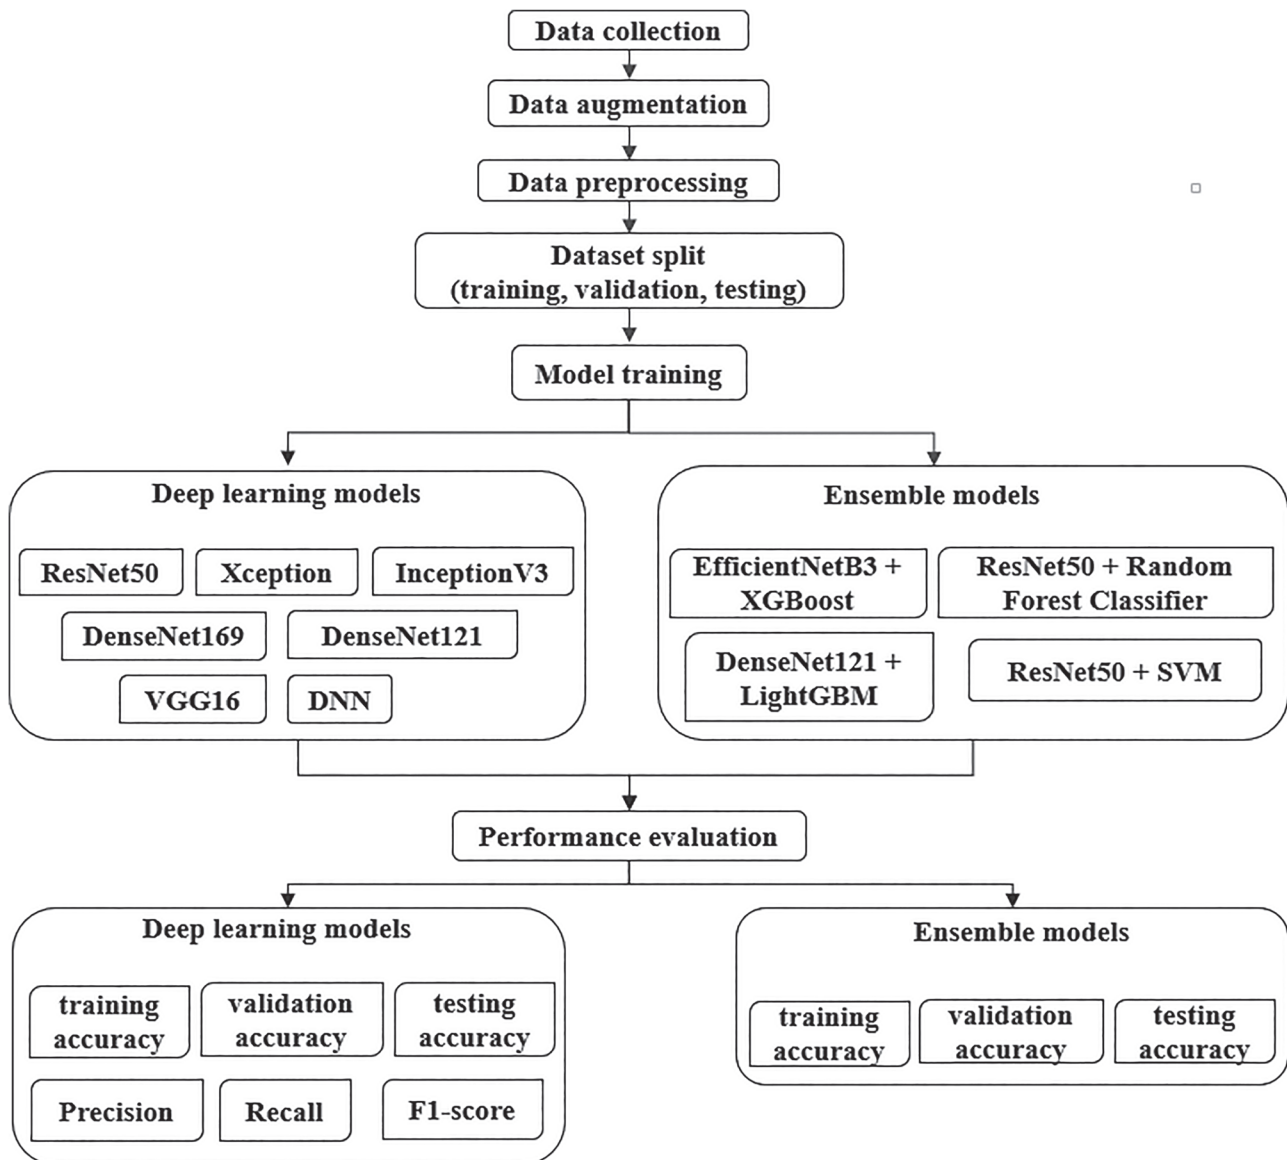 Data collection
Data augmentation
Data preprocessing
Dataset split
(training, validation, testing)
Model training
Deep learning models
ResNet50
Xception
InceptionV3
DenseNet169
DenseNet121
VGG16
DNN
Ensemble models
EfficientNetB3 +
XGBoost
ResNet50 + Random
Forest Classifier
DenseNet121 +
LightGBM
ResNet50 + SVM
Performance evaluation
Deep learning models
training
accuracy
validation
accuracy
testing
accuracy
Precision
Recall
F1-score
Ensemble models
training
accuracy
validation
accuracy
testing
accuracy